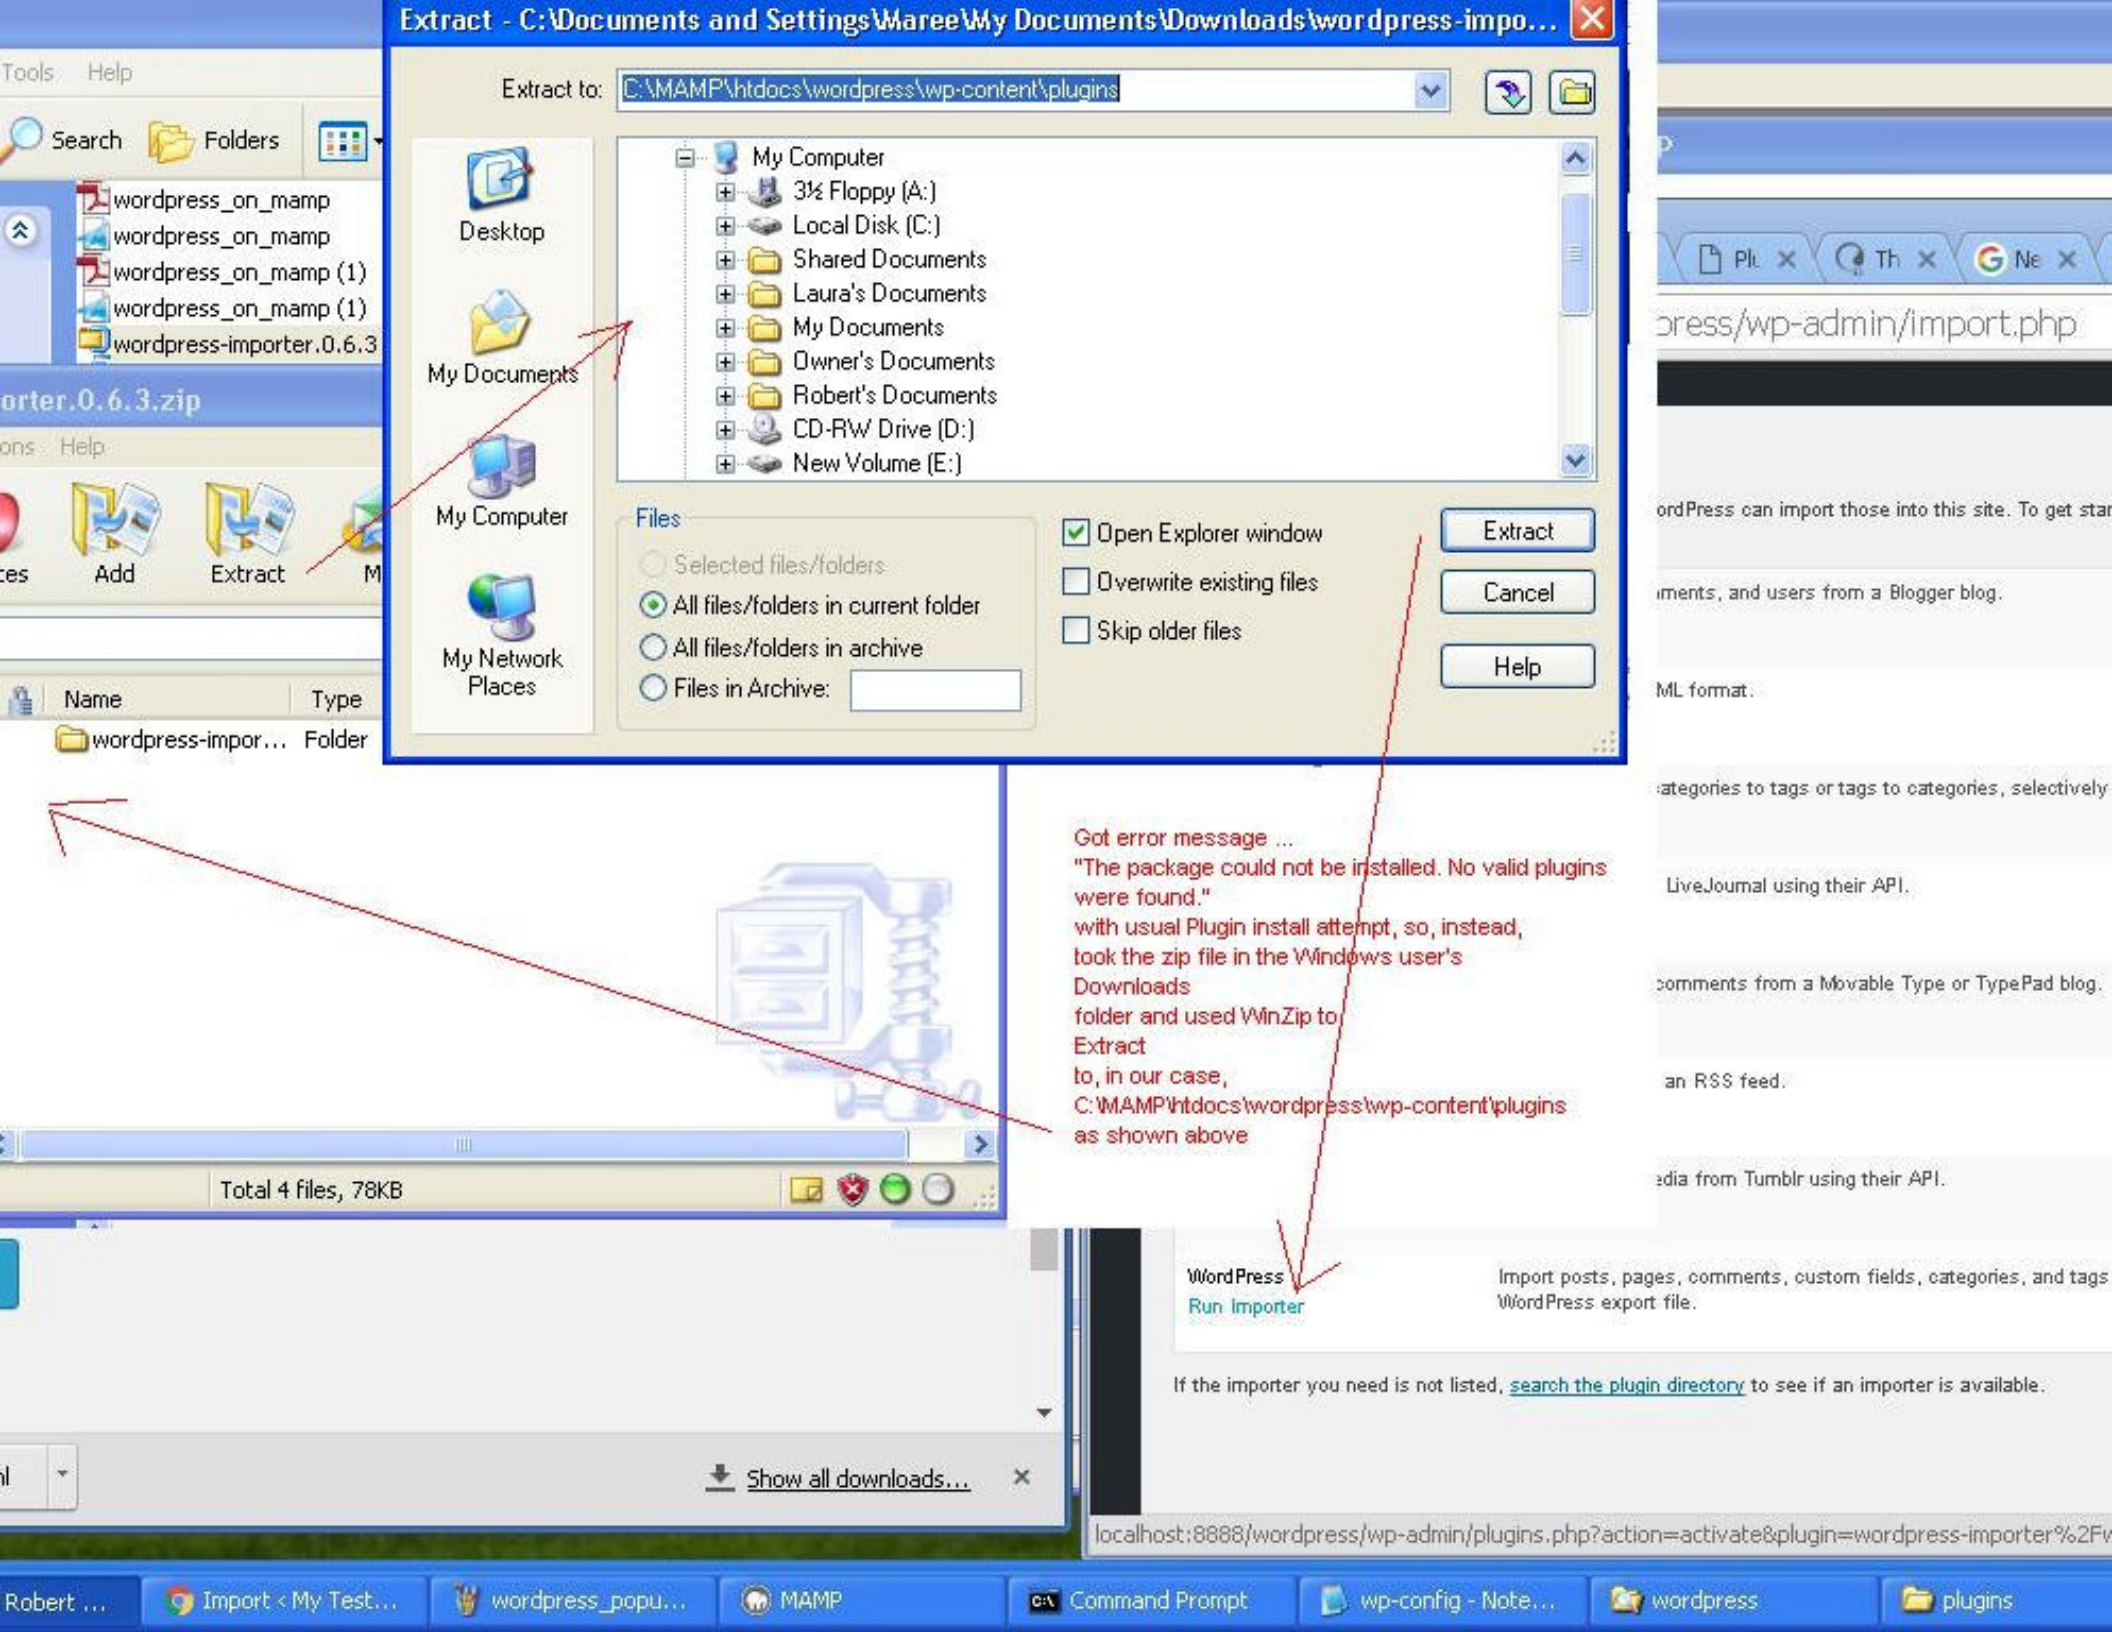 Extract - C:\Documents and Settings\Maree\My Documents\Downloads\wordpress-impo...
Tools Help
Extract to: C:\MAMP\htdocs\wordpress\wp-content\plugins
Search Folders
My Computer
3½ Floppy (A:)
Local Disk (C:)
Shared Documents
Laura's Documents
My Documents
Owner's Documents
Robert's Documents
CD-RW Drive (D:)
New Volume (E:)
Desktop
My Documents
My Computer
My Network
Places
wordpress_on_mamp
wordpress_on_mamp
wordpress_on_mamp (1)
wordpress_on_mamp (1)
wordpress-importer.0.6.3
orter.0.6.3.zip
ons Help
Add Extract M
Name Type
wordpress-impor... Folder
Files
Selected files/folders
All files/folders in current folder
All files/folders in archive
Files in Archive:
Open Explorer window
Overwrite existing files
Skip older files
Extract
Cancel
Help
Th Ne
press/wp-admin/import.php
ordPress can import those into this site. To get star
ments, and users from a Blogger blog.
ML format.
ategories to tags or tags to categories, selectively
LiveJournal using their API.
comments from a Movable Type or TypePad blog.
an RSS feed.
edia from Tumblr using their API.
Got error message ...
"The package could not be installed. No valid plugins
were found."
with usual Plugin install attempt, so, instead,
took the zip file in the Windows user's
Downloads
folder and used WinZip to
Extract
to, in our case,
C:\MAMP\htdocs\wordpress\wp-content\plugins
as shown above
Total 4 files, 78KB
WordPress
Run Importer
Import posts, pages, comments, custom fields, categories, and tags
WordPress export file.
If the importer you need is not listed, search the plugin directory to see if an importer is available.
Show all downloads...
localhost:8888/wordpress/wp-admin/plugins.php?action=activate&plugin=wordpress-importer%2Fw
Robert ... Import < My Test... wordpress_popu... MAMP Command Prompt wp-config - Note... wordpress plugins